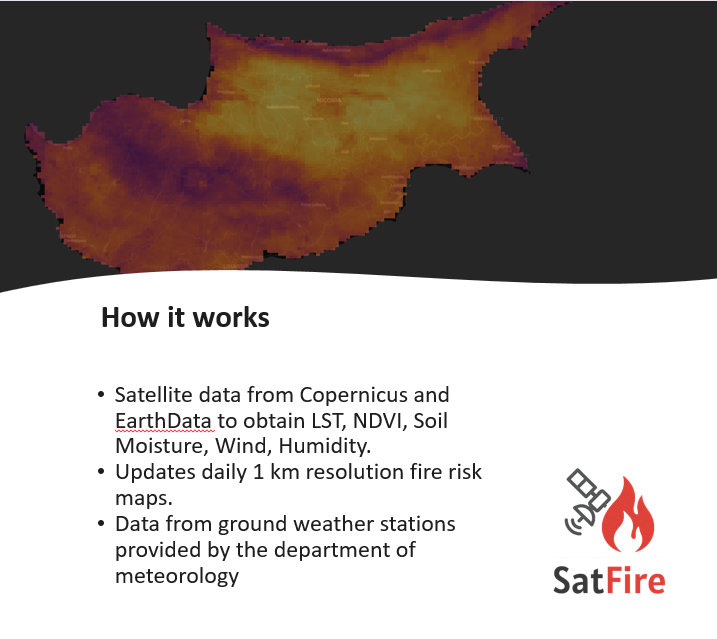 How it works
• Satellite data from Copernicus and
EarthData to obtain LST, NDVI, Soil
Moisture, Wind, Humidity.
• Updates daily 1 km resolution fire risk
maps.
• Data from ground weather stations
provided by the department of
meteorology
SatFire